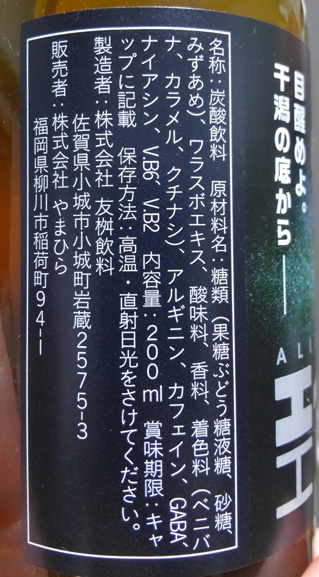 目醒めよ。
干潟の底から――
ALI
エ
名称：炭酸飲料　原材料名：糖類（果糖ぶどう糖液糖、砂糖、
みずあめ）、ワラスボエキス、酸味料、香料、着色料（ベニバ
ナ、カラメル、クチナシ）、アルギニン、カフェイン、GABA、
ナイアシン、VB6、VB2　内容量：200ml　賞味期限：キャ
ップに記載　保存方法：高温・直射日光をさけてください。
製造者：株式会社 友桝飲料
佐賀県小城市小城町岩蔵2575-3
販売者：株式会社 やまひら
福岡県柳川市稲荷町94-1